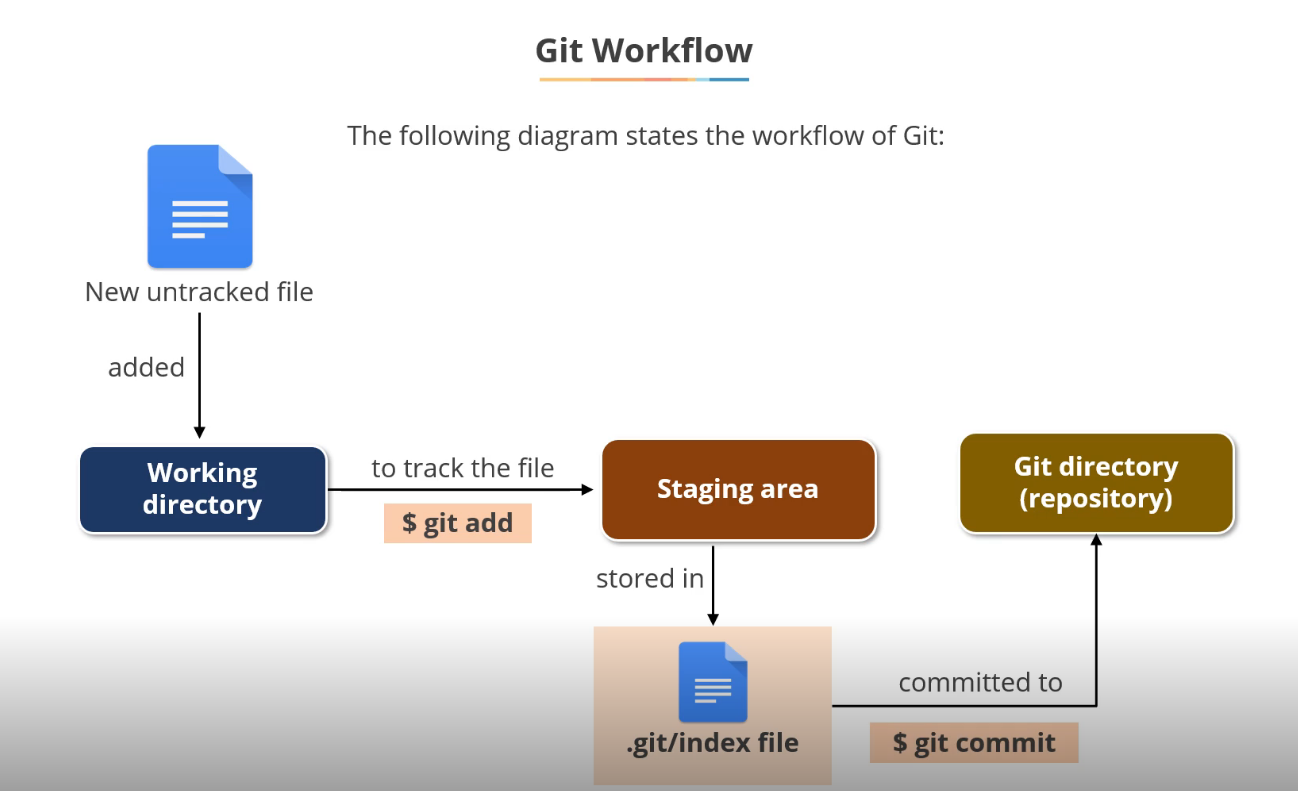 Git Workflow
The following diagram states the workflow of Git:
New untracked file
added
Working
directory
to track the file
$ git add
Staging area
Git directory
(repository)
stored in
.git/index file
committed to
$ git commit